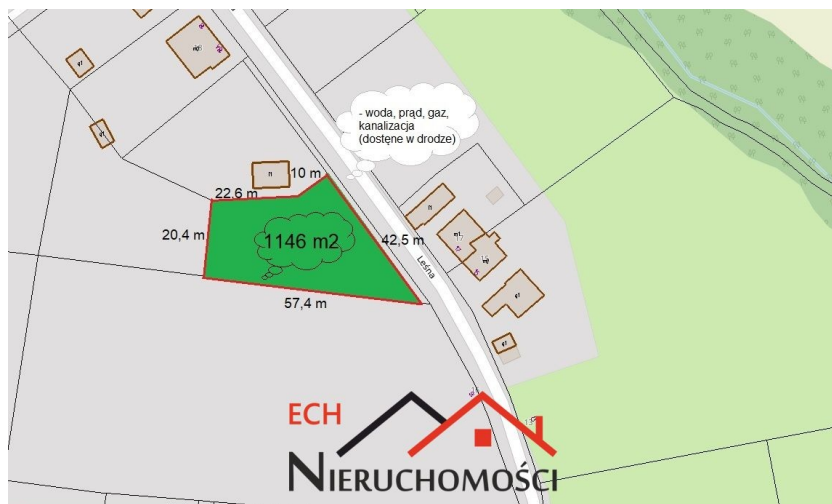 - woda, prąd, gaz,
kanalizacja
(dostęne w drodze)
10 m
22,6 m
20,4 m
1146 m2
42,5 m
Leśna
57,4 m
ECH
NIERUCHOMOŚCI